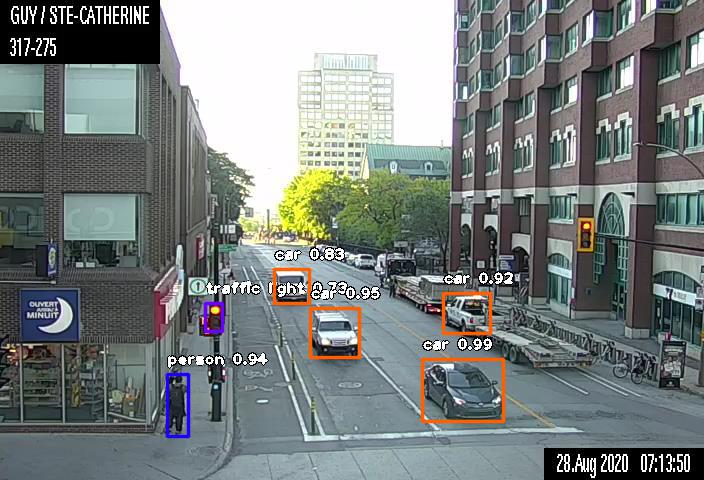 GUY / STE-CATHERINE
317-275
car 0.83
traffic light 0.73
car 0.95
car 0.92
car 0.99
person 0.94
OUVERT
MINUIT
28.Aug 2020 07:13:50